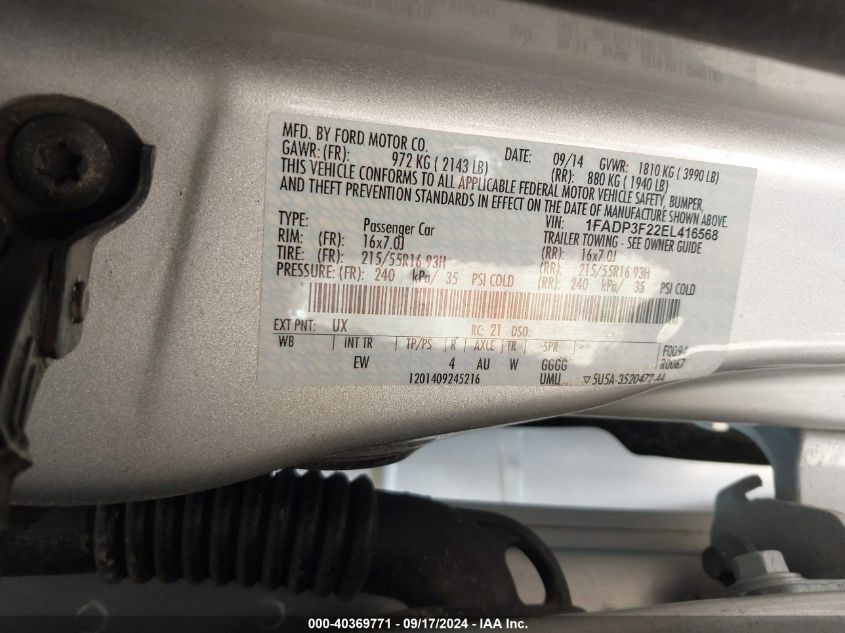 MFD. BY FORD MOTOR CO.
DATE: 09/14 GVWR: 1810 KG ( 3990 LB)
GAWR: (FR): 972 KG ( 2143 LB) (RR): 880 KG ( 1940 LB)
THIS VEHICLE CONFORMS TO ALL APPLICABLE FEDERAL MOTOR VEHICLE SAFETY, BUMPER,
AND THEFT PREVENTION STANDARDS IN EFFECT ON THE DATE OF MANUFACTURE SHOWN ABOVE.
VIN: 1FADP3F22EL416568
TYPE: Passenger Car TRAILER TOWING - SEE OWNER GUIDE
RIM: (FR): 16x7.0J (RR): 16x7.0J
TIRE: (FR): 215/55R16 93H (RR): 215/55R16 93H
PRESSURE: (FR): 240 kPa/ 35 PSI COLD (RR): 240 kPa/ 35 PSI COLD
EXT PNT: UX RC: 21 DSO:
WB INT TR TP/PS R AXLE TR SPR F0094
EW 4 AU W GGGG R0067
1201409245216 UMU ▽ 5U5A-3520472-44
000-40369771 - 09/17/2024 - IAA Inc.